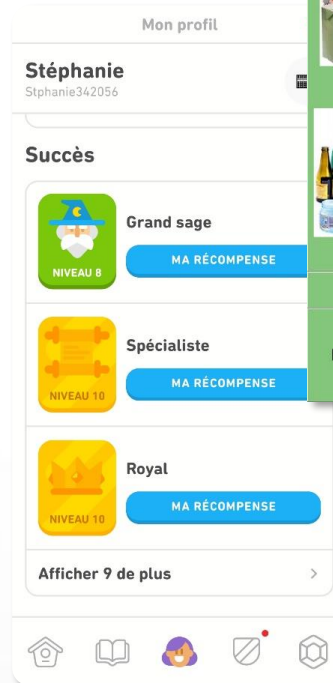 Mon profil
Stéphanie
Stphanie342056
Succès
Grand sage
MA RÉCOMPENSE
NIVEAU 8
Spécialiste
MA RÉCOMPENSE
NIVEAU 10
Royal
MA RÉCOMPENSE
NIVEAU 10
Afficher 9 de plus